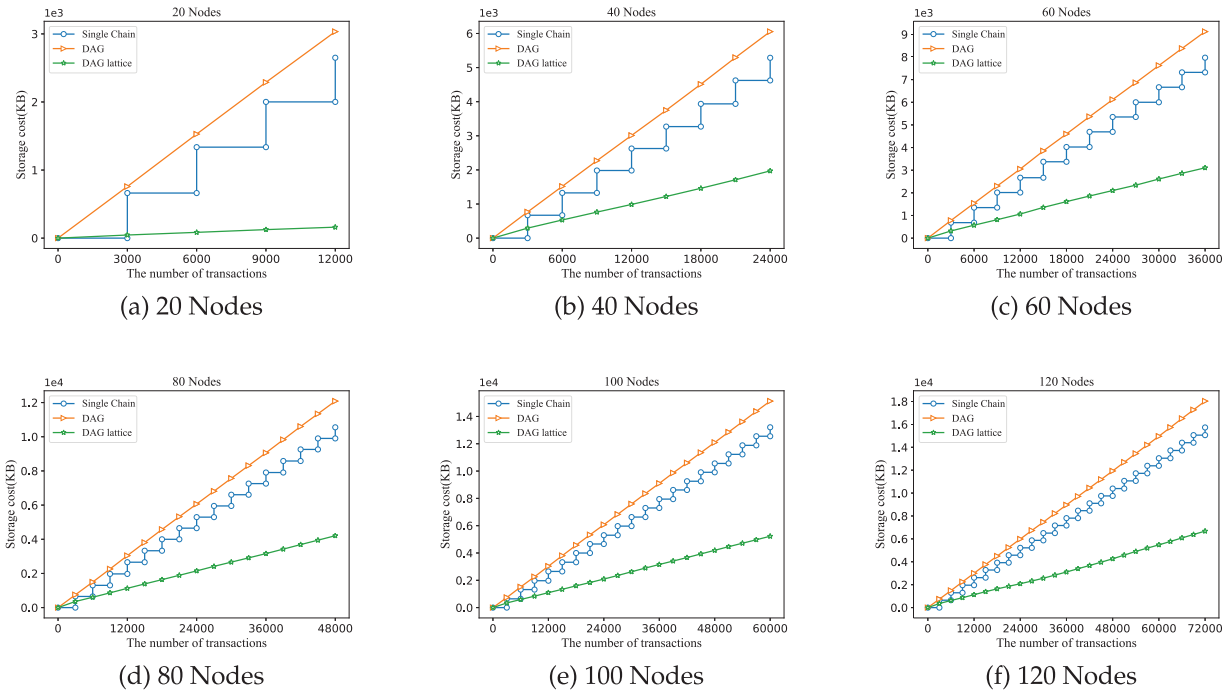 1e3
20 Nodes
Single Chain
DAG
DAG lattice
3
2
1
0
Storage cost(KB)
0 3000 6000 9000 12000
The number of transactions
(a) 20 Nodes
1e3
40 Nodes
Single Chain
DAG
DAG lattice
6
5
4
3
2
1
0
Storage cost(KB)
0 3000 6000 9000 12000 15000 18000 21000 24000
The number of transactions
(b) 40 Nodes
1e3
60 Nodes
Single Chain
DAG
DAG lattice
9
8
7
6
5
4
3
2
1
0
Storage cost(KB)
0 6000 12000 18000 24000 30000 36000
The number of transactions
(c) 60 Nodes
1e4
80 Nodes
Single Chain
DAG
DAG lattice
1.2
1.0
0.8
0.6
0.4
0.2
0.0
Storage cost(KB)
0 12000 24000 36000 48000
The number of transactions
(d) 80 Nodes
1e4
100 Nodes
Single Chain
DAG
DAG lattice
1.4
1.2
1.0
0.8
0.6
0.4
0.2
0.0
Storage cost(KB)
0 12000 24000 36000 48000 60000
The number of transactions
(e) 100 Nodes
1e4
120 Nodes
Single Chain
DAG
DAG lattice
1.8
1.6
1.4
1.2
1.0
0.8
0.6
0.4
0.2
0.0
Storage cost(KB)
0 12000 24000 36000 48000 60000 72000
The number of transactions
(f) 120 Nodes